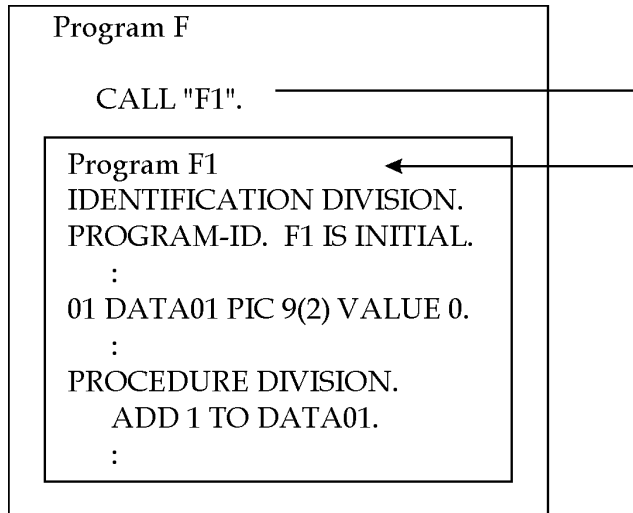 Program F
CALL "F1".
Program F1
IDENTIFICATION DIVISION.
PROGRAM-ID. F1 IS INITIAL.
:
01 DATA01 PIC 9(2) VALUE 0.
:
PROCEDURE DIVISION.
ADD 1 TO DATA01.
: